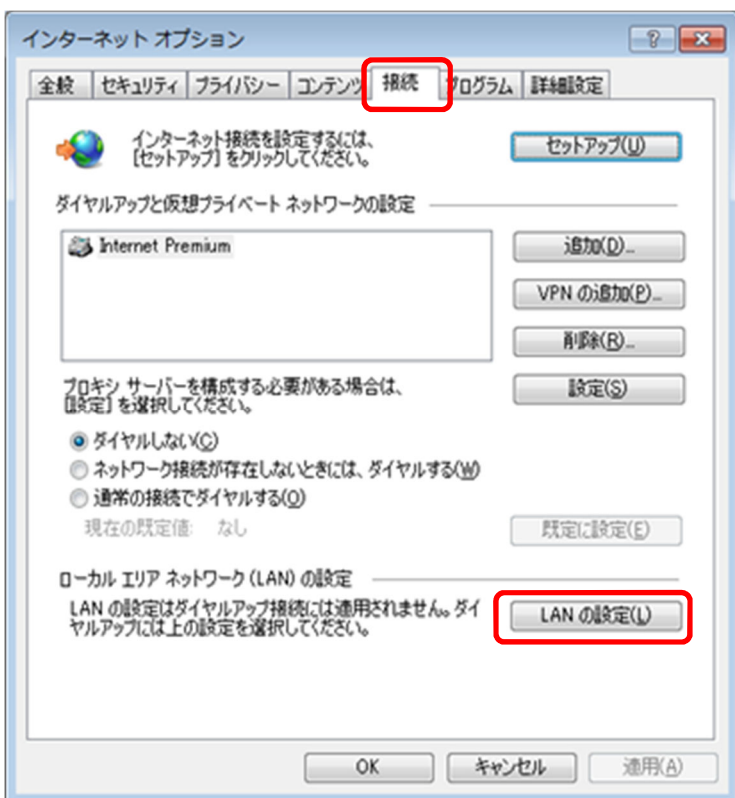 インターネット オプション
全般 セキュリティ プライバシー コンテンツ 接続 プログラム 詳細設定
インターネット接続を設定するには、
[セットアップ] をクリックしてください。
セットアップ(U)
ダイヤルアップと仮想プライベート ネットワークの設定
Internet Premium
追加(D)...
VPN の追加(P)...
削除(R)...
プロキシ サーバーを構成する必要がある場合は、
[設定] を選択してください。
設定(S)
ダイヤルしない(C)
ネットワーク接続が存在しないときには、ダイヤルする(W)
通常の接続でダイヤルする(O)
現在の既定値: なし
既定に設定(E)
ローカル エリア ネットワーク (LAN) の設定
LAN の設定はダイヤルアップ接続には適用されません。ダイ
ヤルアップには上の設定を選択してください。
LAN の設定(L)
OK キャンセル 適用(A)